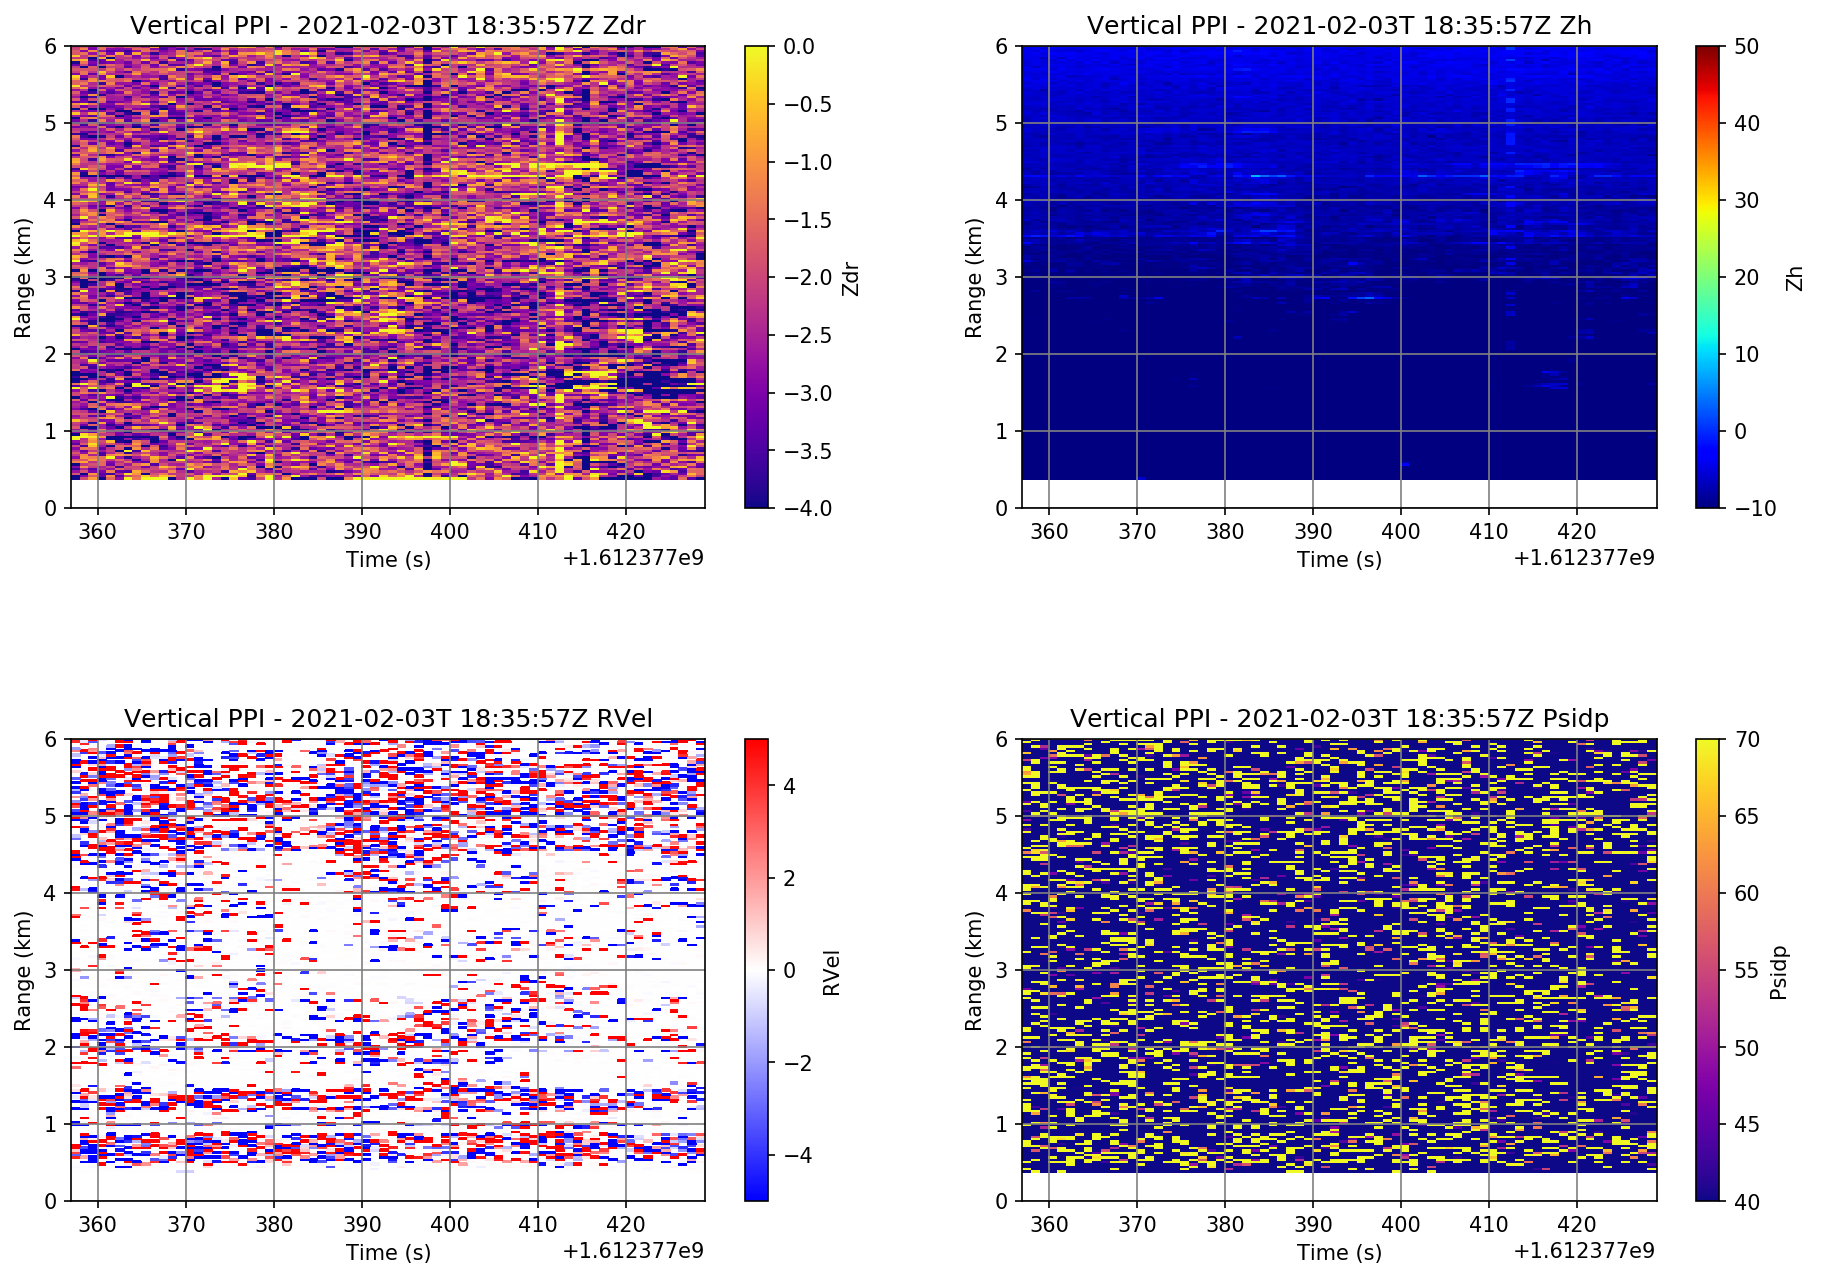 Vertical PPI - 2021-02-03T 18:35:57Z Zdr
6
5
4
3
2
1
0
Range (km)
360 370 380 390 400 410 420
Time (s)
+1.612377e9
0.0
−0.5
−1.0
−1.5
−2.0
−2.5
−3.0
−3.5
−4.0
Zdr
Vertical PPI - 2021-02-03T 18:35:57Z Zh
6
5
4
3
2
1
0
Range (km)
360 370 380 390 400 410 420
Time (s)
+1.612377e9
50
40
30
20
10
0
−10
Zh
Vertical PPI - 2021-02-03T 18:35:57Z RVel
6
5
4
3
2
1
0
Range (km)
360 370 380 390 400 410 420
Time (s)
+1.612377e9
4
2
0
−2
−4
RVel
Vertical PPI - 2021-02-03T 18:35:57Z Psidp
6
5
4
3
2
1
0
Range (km)
360 370 380 390 400 410 420
Time (s)
+1.612377e9
70
65
60
55
50
45
40
Psidp